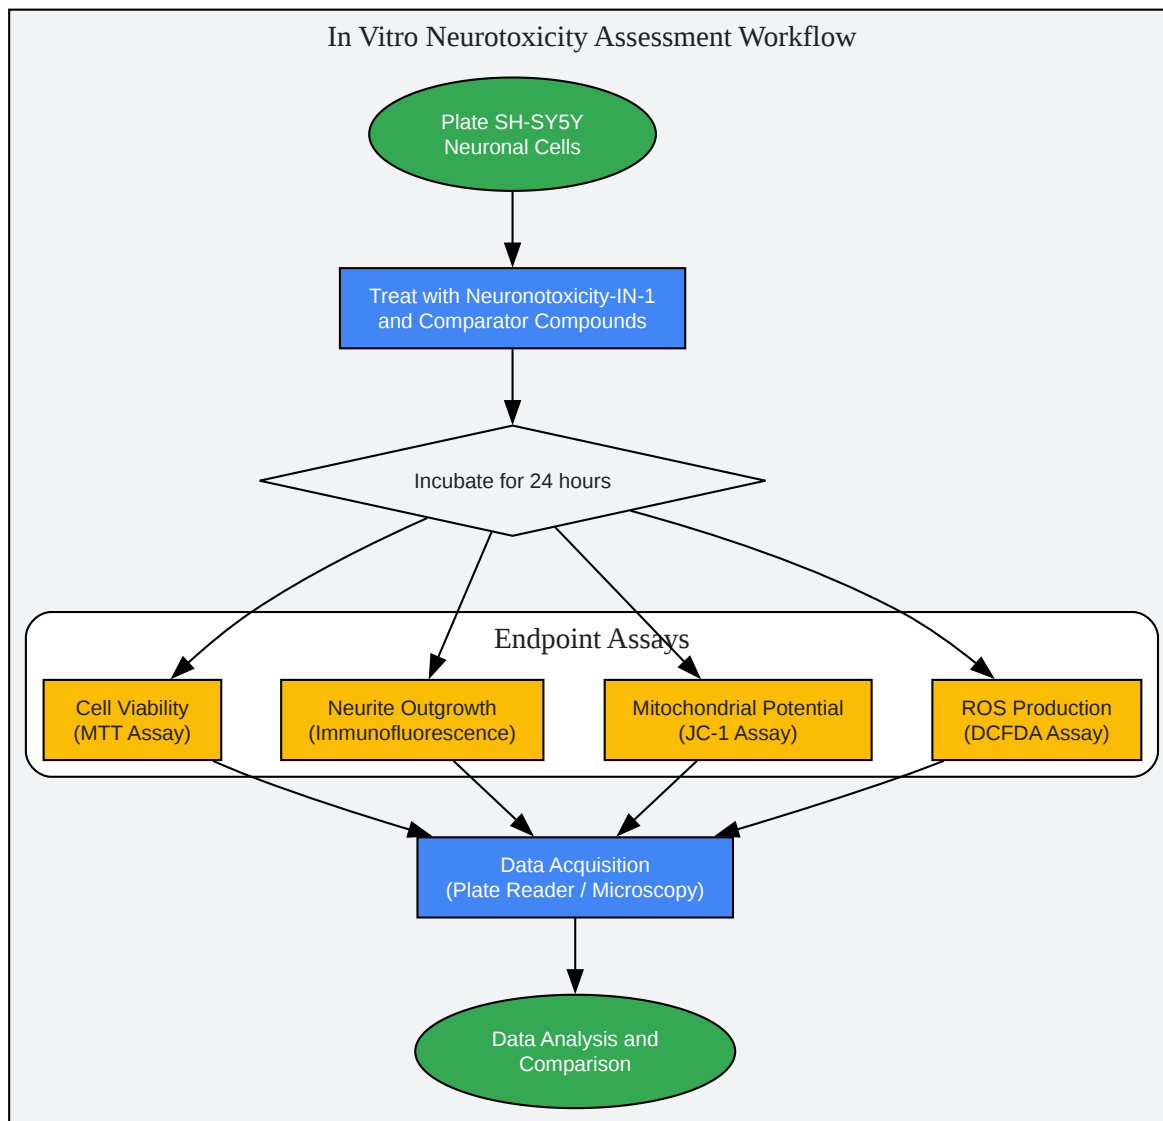 In Vitro Neurotoxicity Assessment Workflow
Plate SH-SY5Y
Neuronal Cells
Treat with Neuronotoxicity-IN-1
and Comparator Compounds
Incubate for 24 hours
Endpoint Assays
Cell Viability
(MTT Assay)
Neurite Outgrowth
(Immunofluorescence)
Mitochondrial Potential
(JC-1 Assay)
ROS Production
(DCFDA Assay)
Data Acquisition
(Plate Reader / Microscopy)
Data Analysis and
Comparison